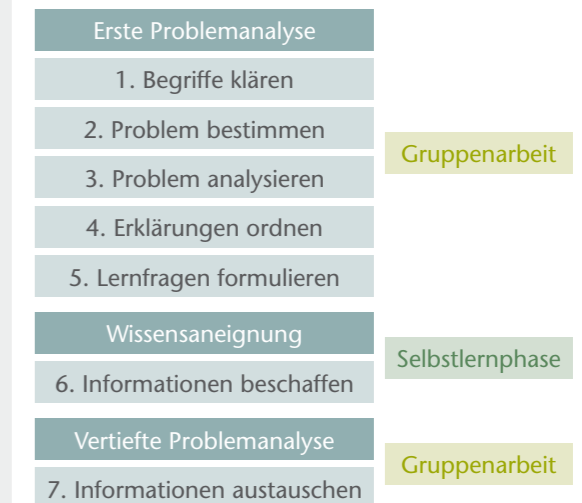 Erste Problemanalyse
1. Begriffe klären
2. Problem bestimmen
3. Problem analysieren
4. Erklärungen ordnen
5. Lernfragen formulieren
Gruppenarbeit
Wissensaneignung
6. Informationen beschaffen
Selbstlernphase
Vertiefte Problemanalyse
7. Informationen austauschen
Gruppenarbeit